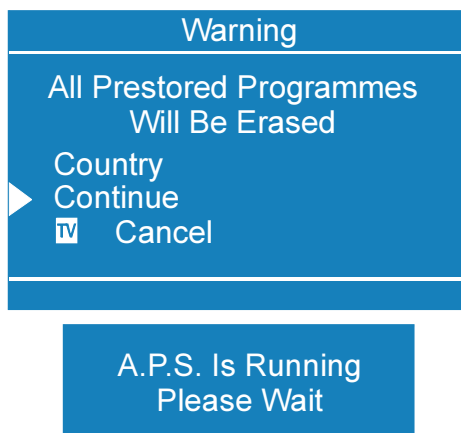 Warning
All Prestored Programmes
Will Be Erased
Country
Continue
TV Cancel
A.P.S. Is Running
Please Wait